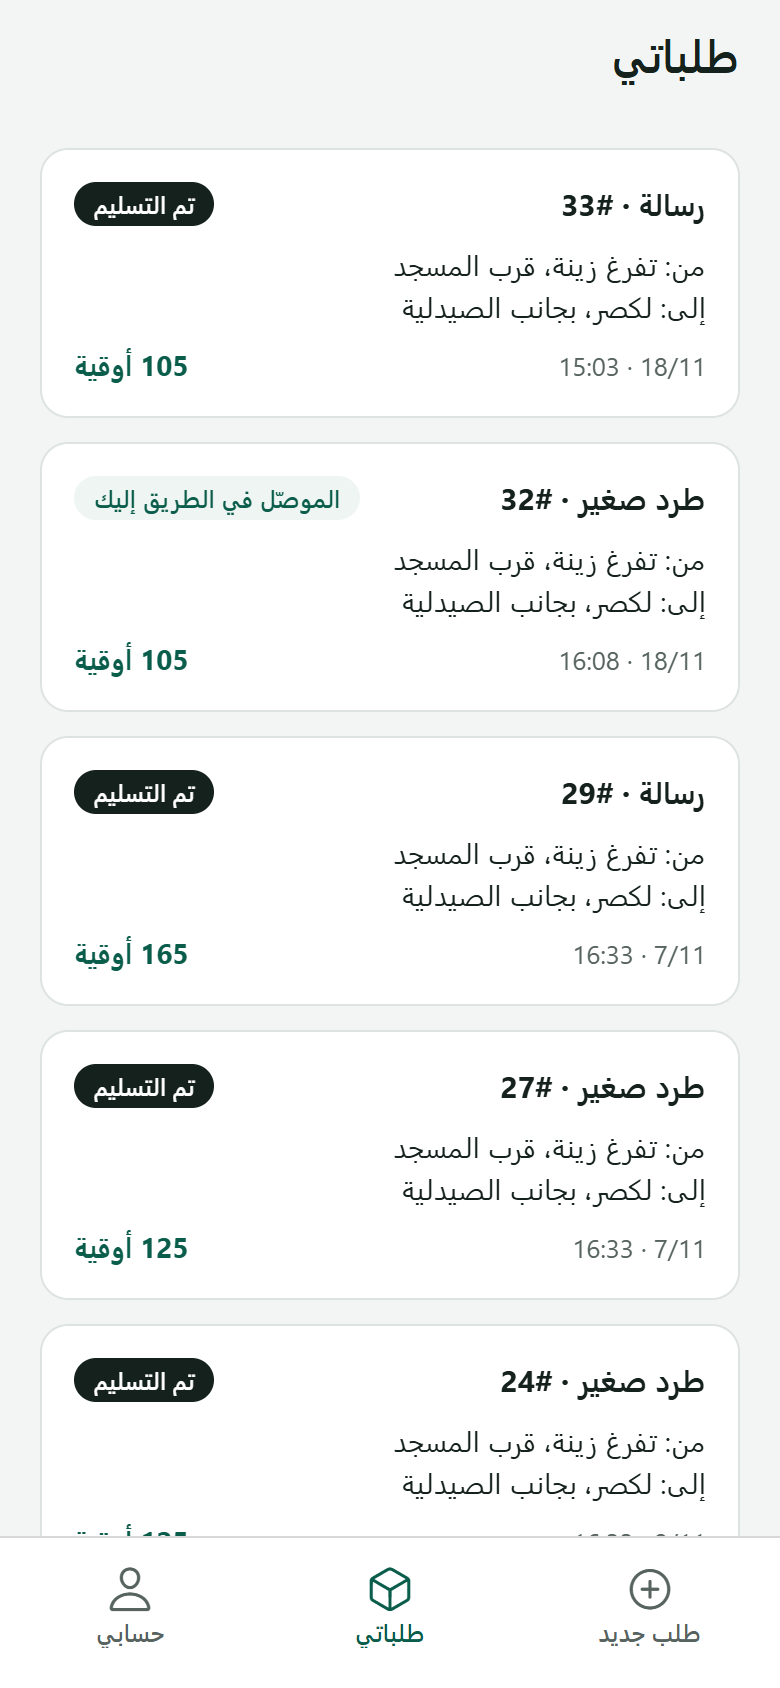 طلباتي
رسالة · #33
تم التسليم
من: تفرغ زينة، قرب المسجد
إلى: لكصر، بجانب الصيدلية
18/11 · 15:03
105 أوقية
طرد صغير · #32
الموصّل في الطريق إليك
من: تفرغ زينة، قرب المسجد
إلى: لكصر، بجانب الصيدلية
18/11 · 16:08
105 أوقية
رسالة · #29
تم التسليم
من: تفرغ زينة، قرب المسجد
إلى: لكصر، بجانب الصيدلية
7/11 · 16:33
165 أوقية
طرد صغير · #27
تم التسليم
من: تفرغ زينة، قرب المسجد
إلى: لكصر، بجانب الصيدلية
7/11 · 16:33
125 أوقية
طرد صغير · #24
تم التسليم
من: تفرغ زينة، قرب المسجد
إلى: لكصر، بجانب الصيدلية
طلب جديد
طلباتي
حسابي